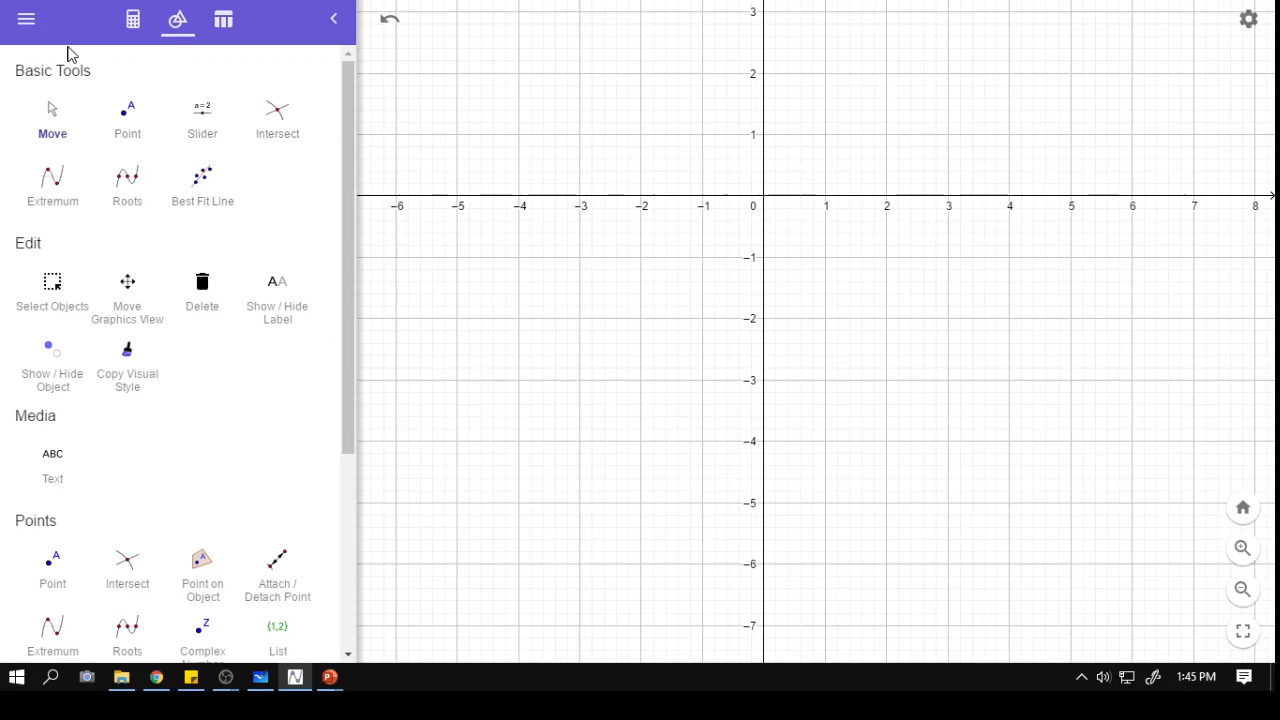 Basic Tools
a=2
A
Move Point Slider Intersect
Extremum Roots Best Fit Line
Edit
AA
Select Objects Move Graphics View Delete Show / Hide Label
Show / Hide Object Copy Visual Style
Media
ABC
Text
Points
A A
Point Intersect Point on Object Attach / Detach Point
Z {1,2}
Extremum Roots Complex Number List
3
2
1
−6 −5 −4 −3 −2 −1 0 1 2 3 4 5 6 7 8
−1
−2
−3
−4
−5
−6
−7
1:45 PM